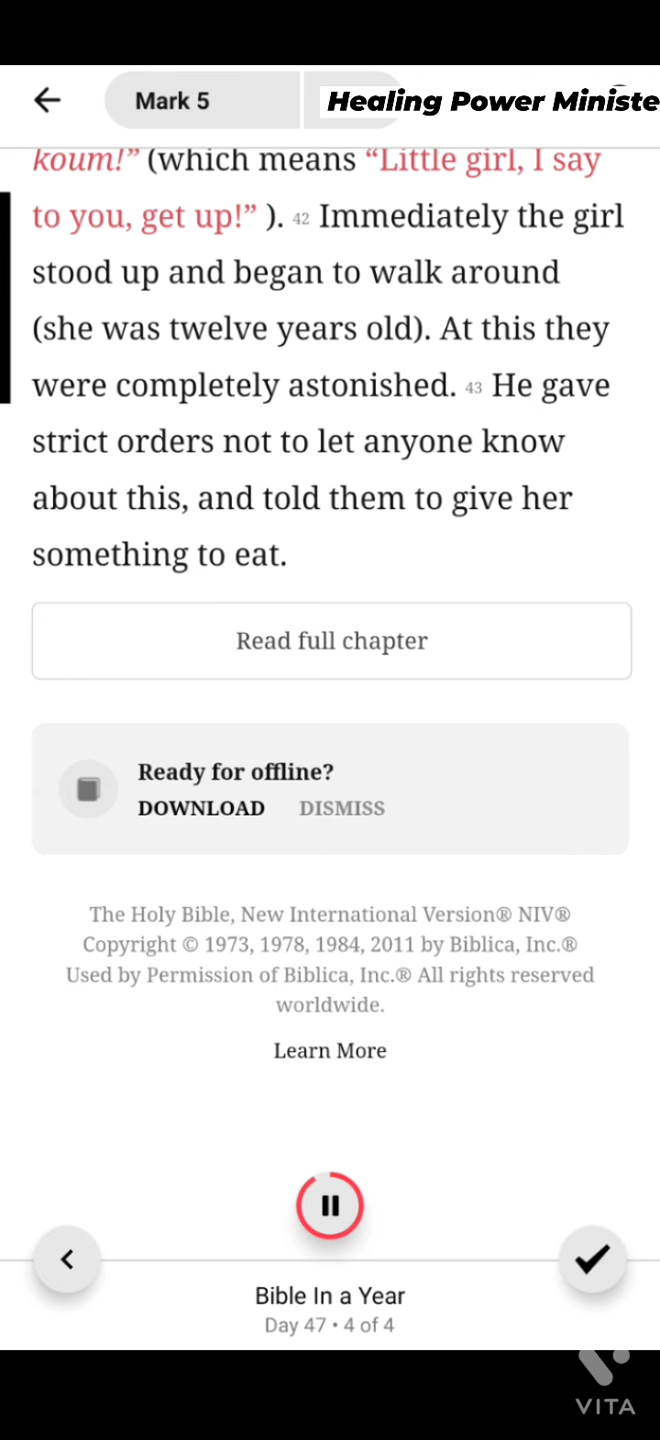 Mark 5
Healing Power Ministe
koum!” (which means “Little girl, I say
to you, get up!” ). 42 Immediately the girl
stood up and began to walk around
(she was twelve years old). At this they
were completely astonished. 43 He gave
strict orders not to let anyone know
about this, and told them to give her
something to eat.
Read full chapter
Ready for offline?
DOWNLOAD DISMISS
The Holy Bible, New International Version® NIV®
Copyright © 1973, 1978, 1984, 2011 by Biblica, Inc.®
Used by Permission of Biblica, Inc.® All rights reserved
worldwide.
Learn More
Bible In a Year
Day 47 • 4 of 4
VITA